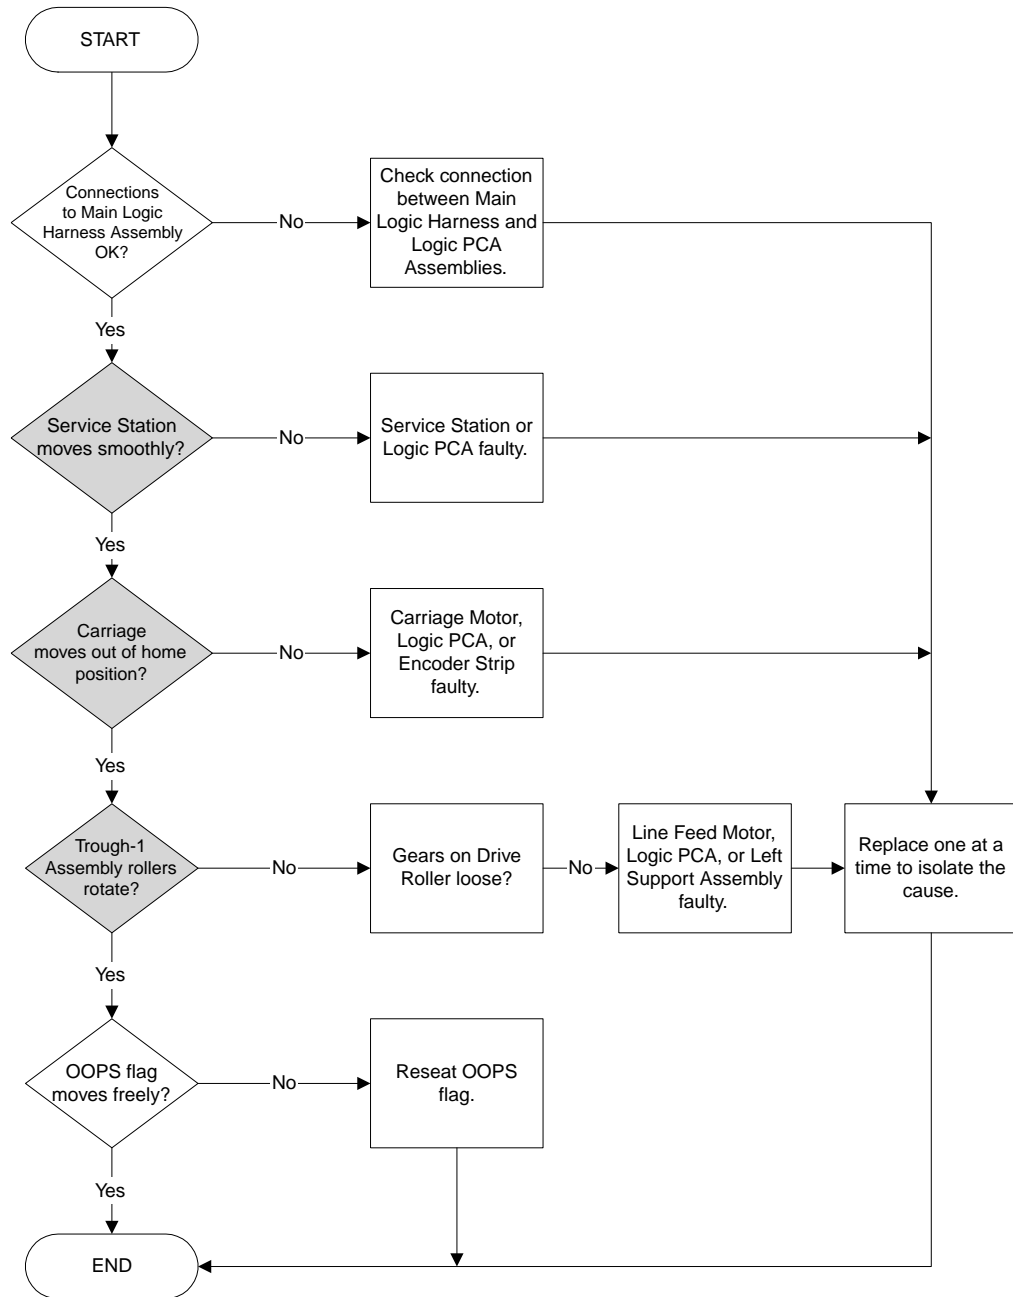 START
Connections
to Main Logic
Harness Assembly
OK?
No
Check connection
between Main
Logic Harness and
Logic PCA
Assemblies.
Yes
Service Station
moves smoothly?
No
Service Station or
Logic PCA faulty.
Yes
Carriage
moves out of home
position?
No
Carriage Motor,
Logic PCA, or
Encoder Strip
faulty.
Yes
Trough-1
Assembly rollers
rotate?
No
Gears on Drive
Roller loose?
No
Line Feed Motor,
Logic PCA, or Left
Support Assembly
faulty.
Replace one at a
time to isolate the
cause.
Yes
OOPS flag
moves freely?
No
Reseat OOPS
flag.
Yes
END